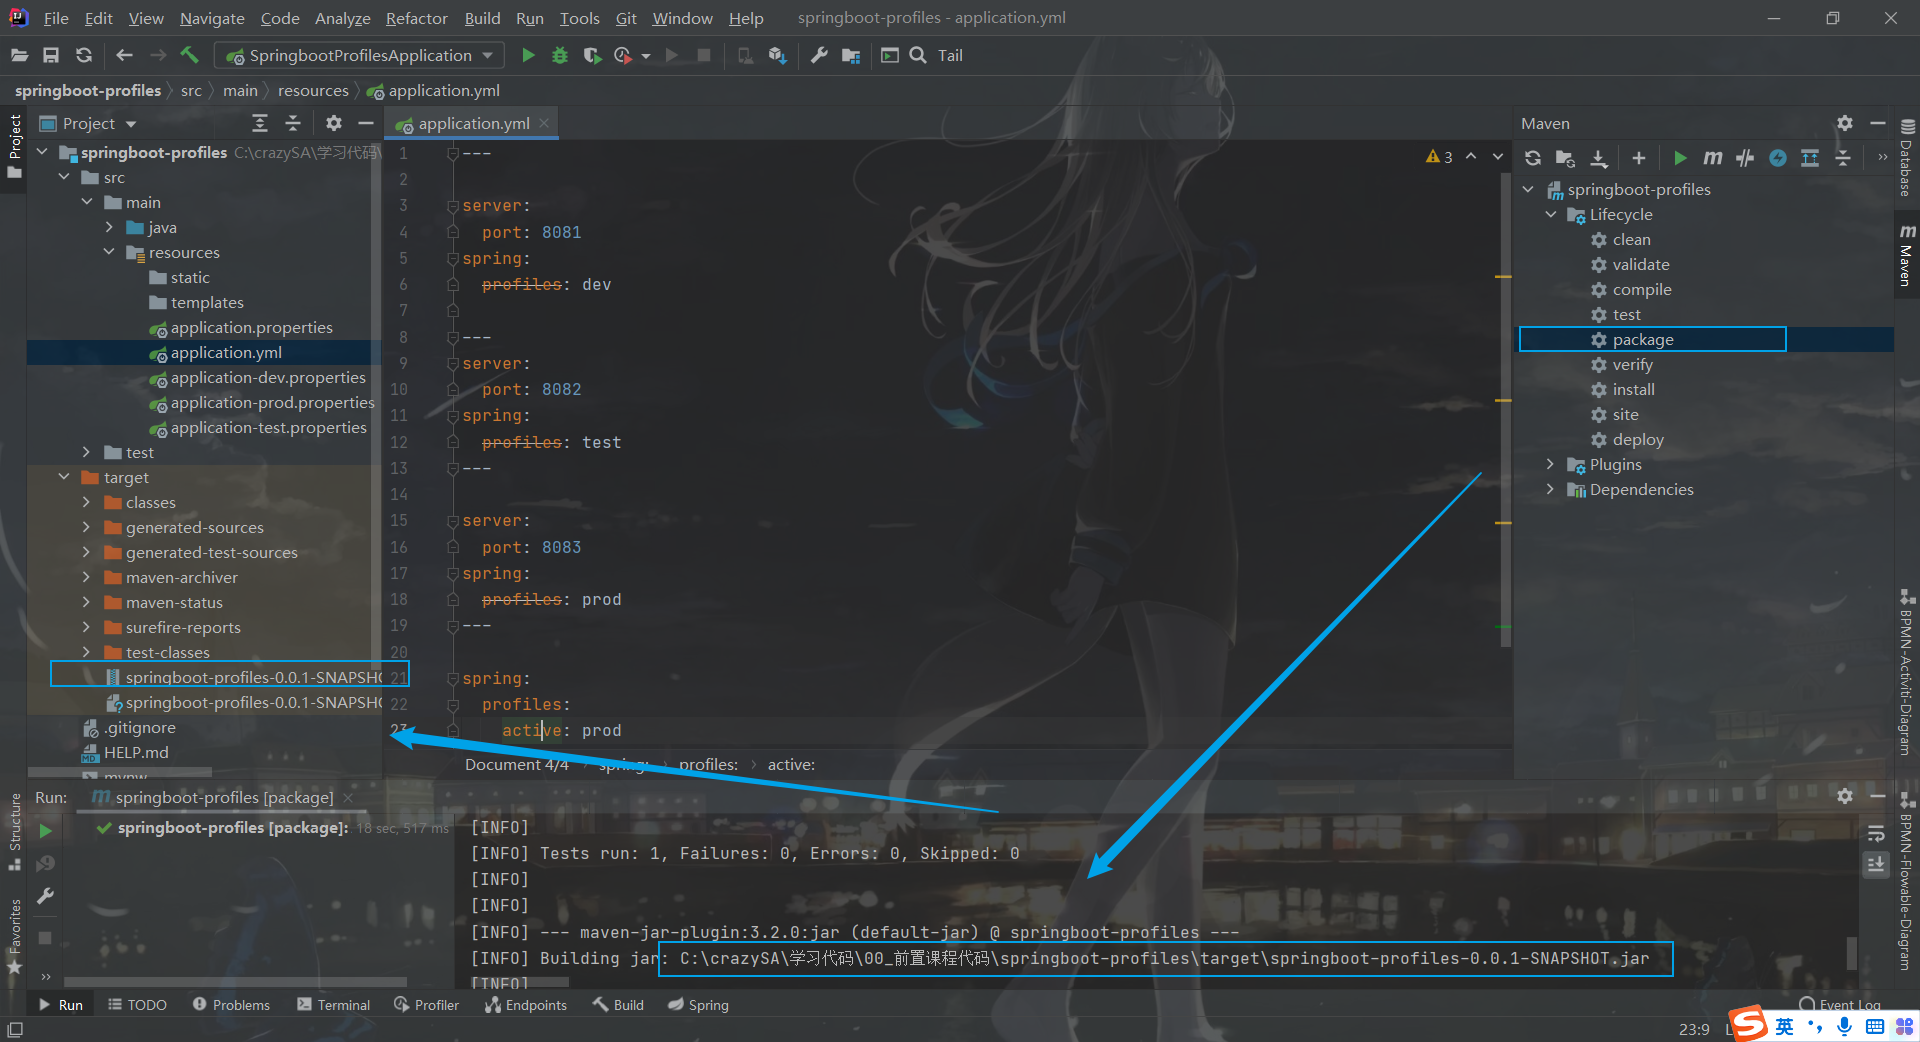 File Edit View Navigate Code Analyze Refactor Build Run Tools Git Window Help springboot-profiles - application.yml
SpringbootProfilesApplication Tail
springboot-profiles src main resources application.yml
Project
Project
springboot-profiles C:\crazySA\学习代码\
src
main
java
resources
static
templates
application.properties
application.yml
application-dev.properties
application-prod.properties
application-test.properties
test
target
classes
generated-sources
generated-test-sources
maven-archiver
maven-status
surefire-reports
test-classes
springboot-profiles-0.0.1-SNAPSHO
springboot-profiles-0.0.1-SNAPSHO
.gitignore
HELP.md
mvnw
application.yml
3
1 ---
2
3 server:
4 port: 8081
5 spring:
6 profiles: dev
7
8 ---
9 server:
10 port: 8082
11 spring:
12 profiles: test
13 ---
14
15 server:
16 port: 8083
17 spring:
18 profiles: prod
19 ---
20
21 spring:
22 profiles:
23 active: prod
Document 4/4 spring: profiles: active:
Maven
springboot-profiles
Lifecycle
clean
validate
compile
test
package
verify
install
site
deploy
Plugins
Dependencies
Database
Maven
BPMN-Activiti-Diagram
BPMN-Flowable-Diagram
Structure
Favorites
Run: springboot-profiles [package]
springboot-profiles [package]: 18 sec, 517 ms
[INFO]
[INFO] Tests run: 1, Failures: 0, Errors: 0, Skipped: 0
[INFO]
[INFO]
[INFO] --- maven-jar-plugin:3.2.0:jar (default-jar) @ springboot-profiles ---
[INFO] Building jar: C:\crazySA\学习代码\00_前置课程代码\springboot-profiles\target\springboot-profiles-0.0.1-SNAPSHOT.jar
[INFO]
Run TODO Problems Terminal Profiler Endpoints Build Spring Event Log
23:9 英